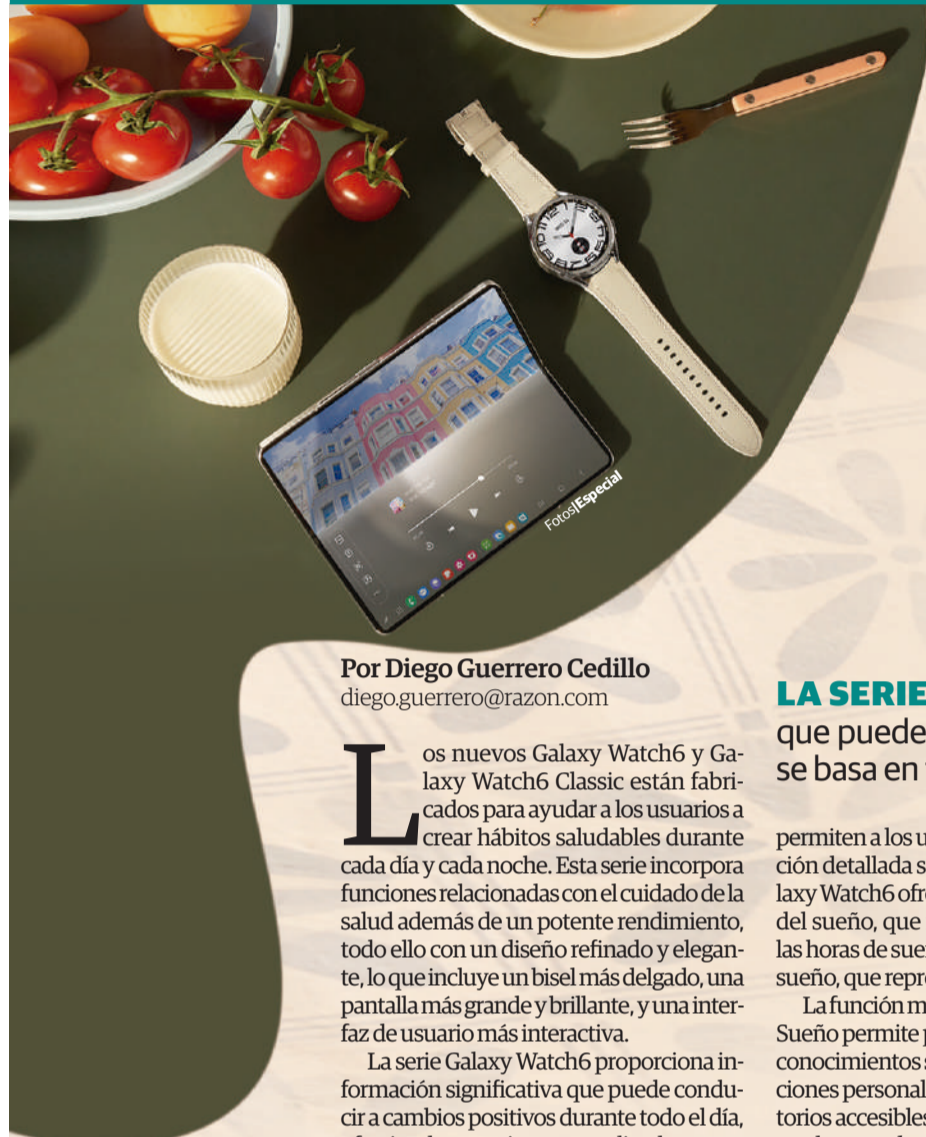 Fotos|Especial
Por Diego Guerrero Cedillo
diego.guerrero@razon.com
Los nuevos Galaxy Watch6 y Ga-
laxy Watch6 Classic están fabri-
cados para ayudar a los usuarios a
crear hábitos saludables durante
cada día y cada noche. Esta serie incorpora
funciones relacionadas con el cuidado de la
salud además de un potente rendimiento,
todo ello con un diseño refinado y elegan-
te, lo que incluye un bisel más delgado, una
pantalla más grande y brillante, y una inter-
faz de usuario más interactiva.
La serie Galaxy Watch6 proporciona in-
formación significativa que puede condu-
cir a cambios positivos durante todo el día,
LA SERIE
que puede
se basa en
permiten a los u
ción detallada s
laxy Watch6 ofr
del sueño, que
las horas de sue
sueño, que repr
La función m
Sueño permite p
conocimientos s
ciones personal
torios accesibles